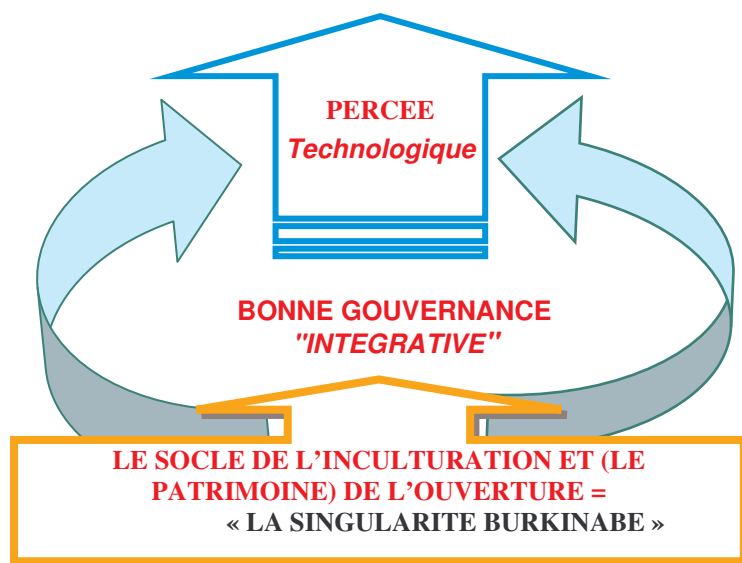 PERCEE
Technologique
BONNE GOUVERNANCE
"INTEGRATIVE"
LE SOCLE DE L'INCULTURATION ET (LE
PATRIMOINE) DE L'OUVERTURE =
« LA SINGULARITE BURKINABE »